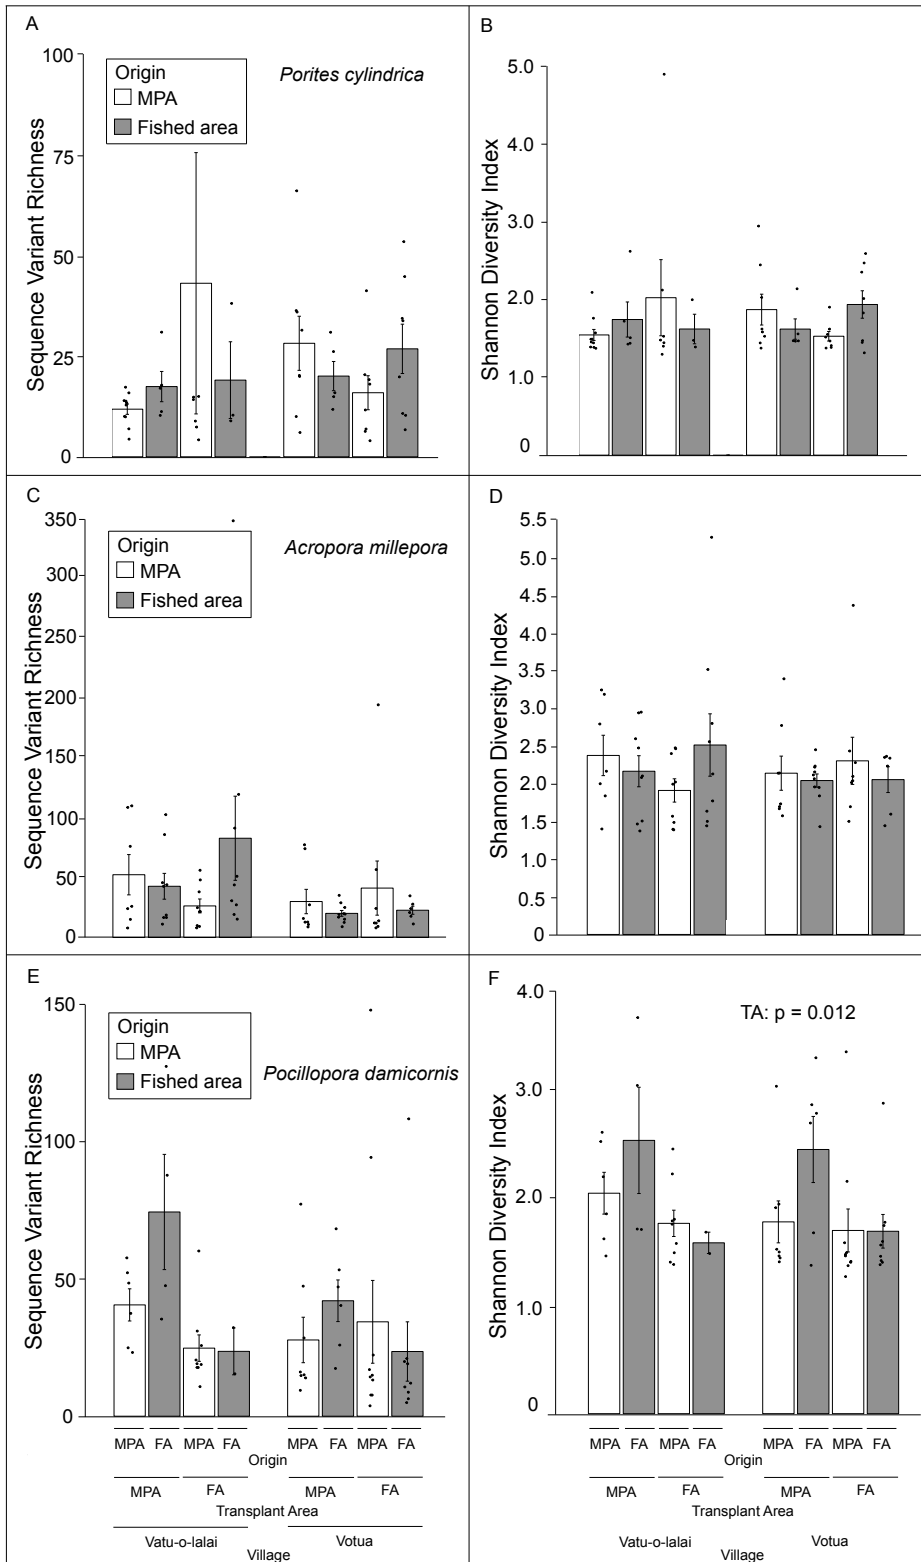 A
100
75
50
25
0
Sequence Variant Richness
Origin
MPA
Fished area
Porites cylindrica
B
5.0
4.0
3.0
2.0
1.0
0
Shannon Diversity Index
C
350
300
250
200
150
100
50
0
Sequence Variant Richness
Origin
MPA
Fished area
Acropora millepora
D
5.5
5.0
4.5
4.0
3.5
3.0
2.5
2.0
1.5
1.0
0.5
0
Shannon Diversity Index
E
150
100
50
0
Sequence Variant Richness
Origin
MPA
Fished area
Pocillopora damicornis
MPA FA MPA FA MPA FA MPA FA
Origin
MPA FA MPA FA
Transplant Area
Vatu-o-lalai Votua
Village
F
4.0
3.0
2.0
1.0
0
Shannon Diversity Index
TA: p = 0.012
MPA FA MPA FA MPA FA MPA FA
Origin
MPA FA MPA FA
Transplant Area
Vatu-o-lalai Votua
Village